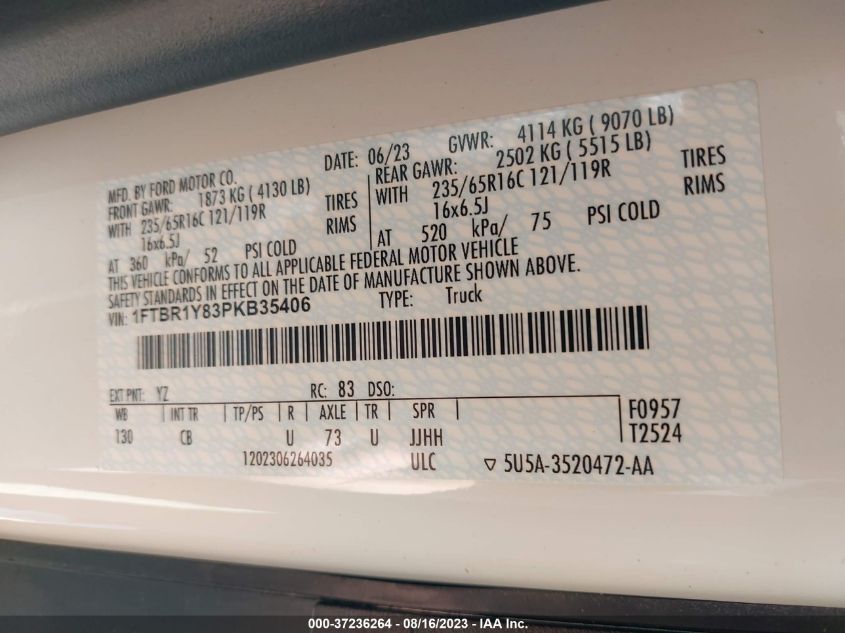 MFD. BY FORD MOTOR CO.
DATE: 06/23 GVWR: 4114 KG ( 9070 LB)
FRONT GAWR: 1873 KG ( 4130 LB)
REAR GAWR: 2502 KG ( 5515 LB)
WITH 235/65R16C 121/119R TIRES
WITH 235/65R16C 121/119R TIRES
16x6.5J RIMS
16x6.5J RIMS
AT 360 kPa/ 52 PSI COLD
AT 520 kPa/ 75 PSI COLD
THIS VEHICLE CONFORMS TO ALL APPLICABLE FEDERAL MOTOR VEHICLE
SAFETY STANDARDS IN EFFECT ON THE DATE OF MANUFACTURE SHOWN ABOVE.
VIN: 1FTBR1Y83PKB35406 TYPE: Truck
EXT PNT: YZ RC: 83 DSO:
WB INT TR TP/PS R AXLE TR SPR F0957
130 CB U 73 U JJHH T2524
1202306264035 ULC ▽ 5U5A-3520472-AA
000-37236264 - 08/16/2023 - IAA Inc.